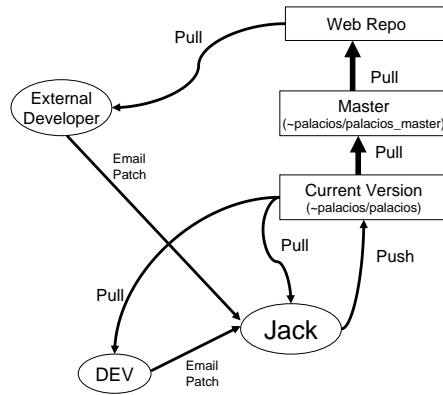 Web Repo
Pull
Pull
External
Developer
Master
(~palacios/palacios_master)
Pull
Email
Patch
Current Version
(~palacios/palacios)
Pull
Push
Pull
Jack
DEV
Email
Patch